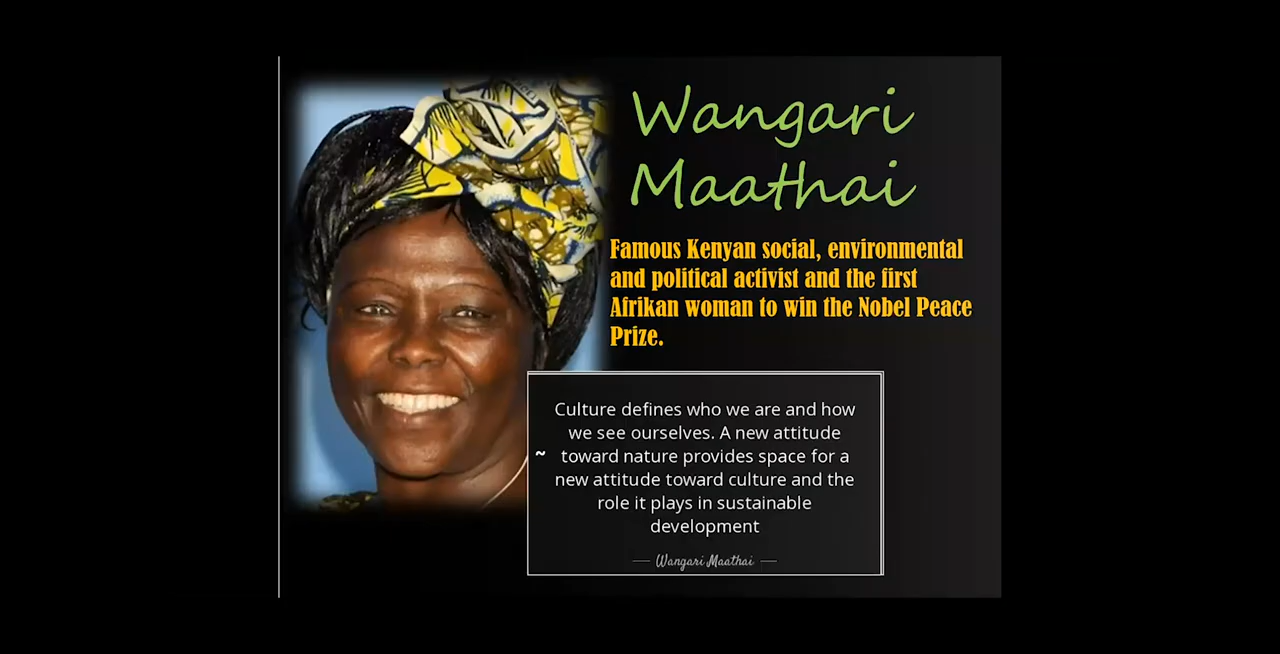 Wangari
Maathai
Famous Kenyan social, environmental
and political activist and the first
Afrikan woman to win the Nobel Peace
Prize.
Culture defines who we are and how
we see ourselves. A new attitude
~ toward nature provides space for a
new attitude toward culture and the
role it plays in sustainable
development
— Wangari Maathai —